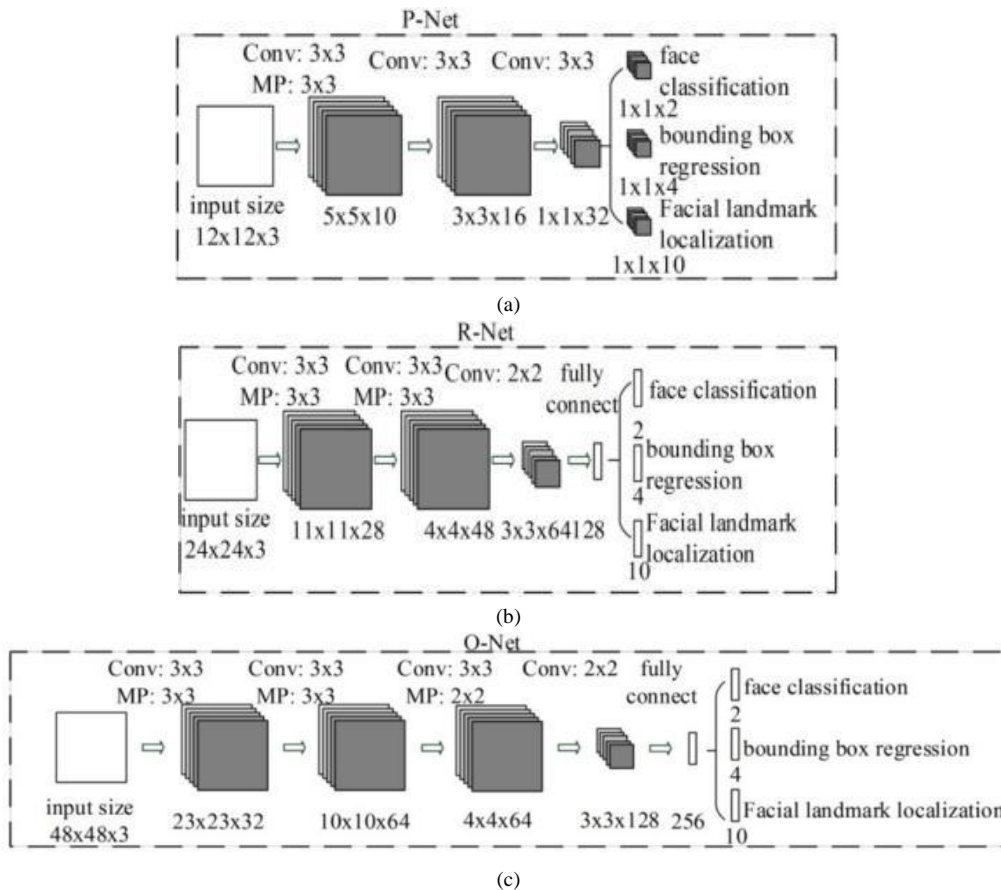 P-Net
Conv: 3x3
MP: 3x3
Conv: 3x3
Conv: 3x3
face
classification
1x1x2
bounding box
regression
1x1x4
Facial landmark
localization
1x1x10
input size
12x12x3
5x5x10
3x3x16
1x1x32
(a)
R-Net
Conv: 3x3
MP: 3x3
Conv: 3x3
MP: 3x3
Conv: 2x2
fully
connect
face classification
2
bounding box
regression
4
Facial landmark
localization
10
input size
24x24x3
11x11x28
4x4x48
3x3x64
128
(b)
O-Net
Conv: 3x3
MP: 3x3
Conv: 3x3
MP: 3x3
Conv: 3x3
MP: 2x2
Conv: 2x2
fully
connect
face classification
2
bounding box regression
4
Facial landmark localization
10
input size
48x48x3
23x23x32
10x10x64
4x4x64
3x3x128
256
(c)